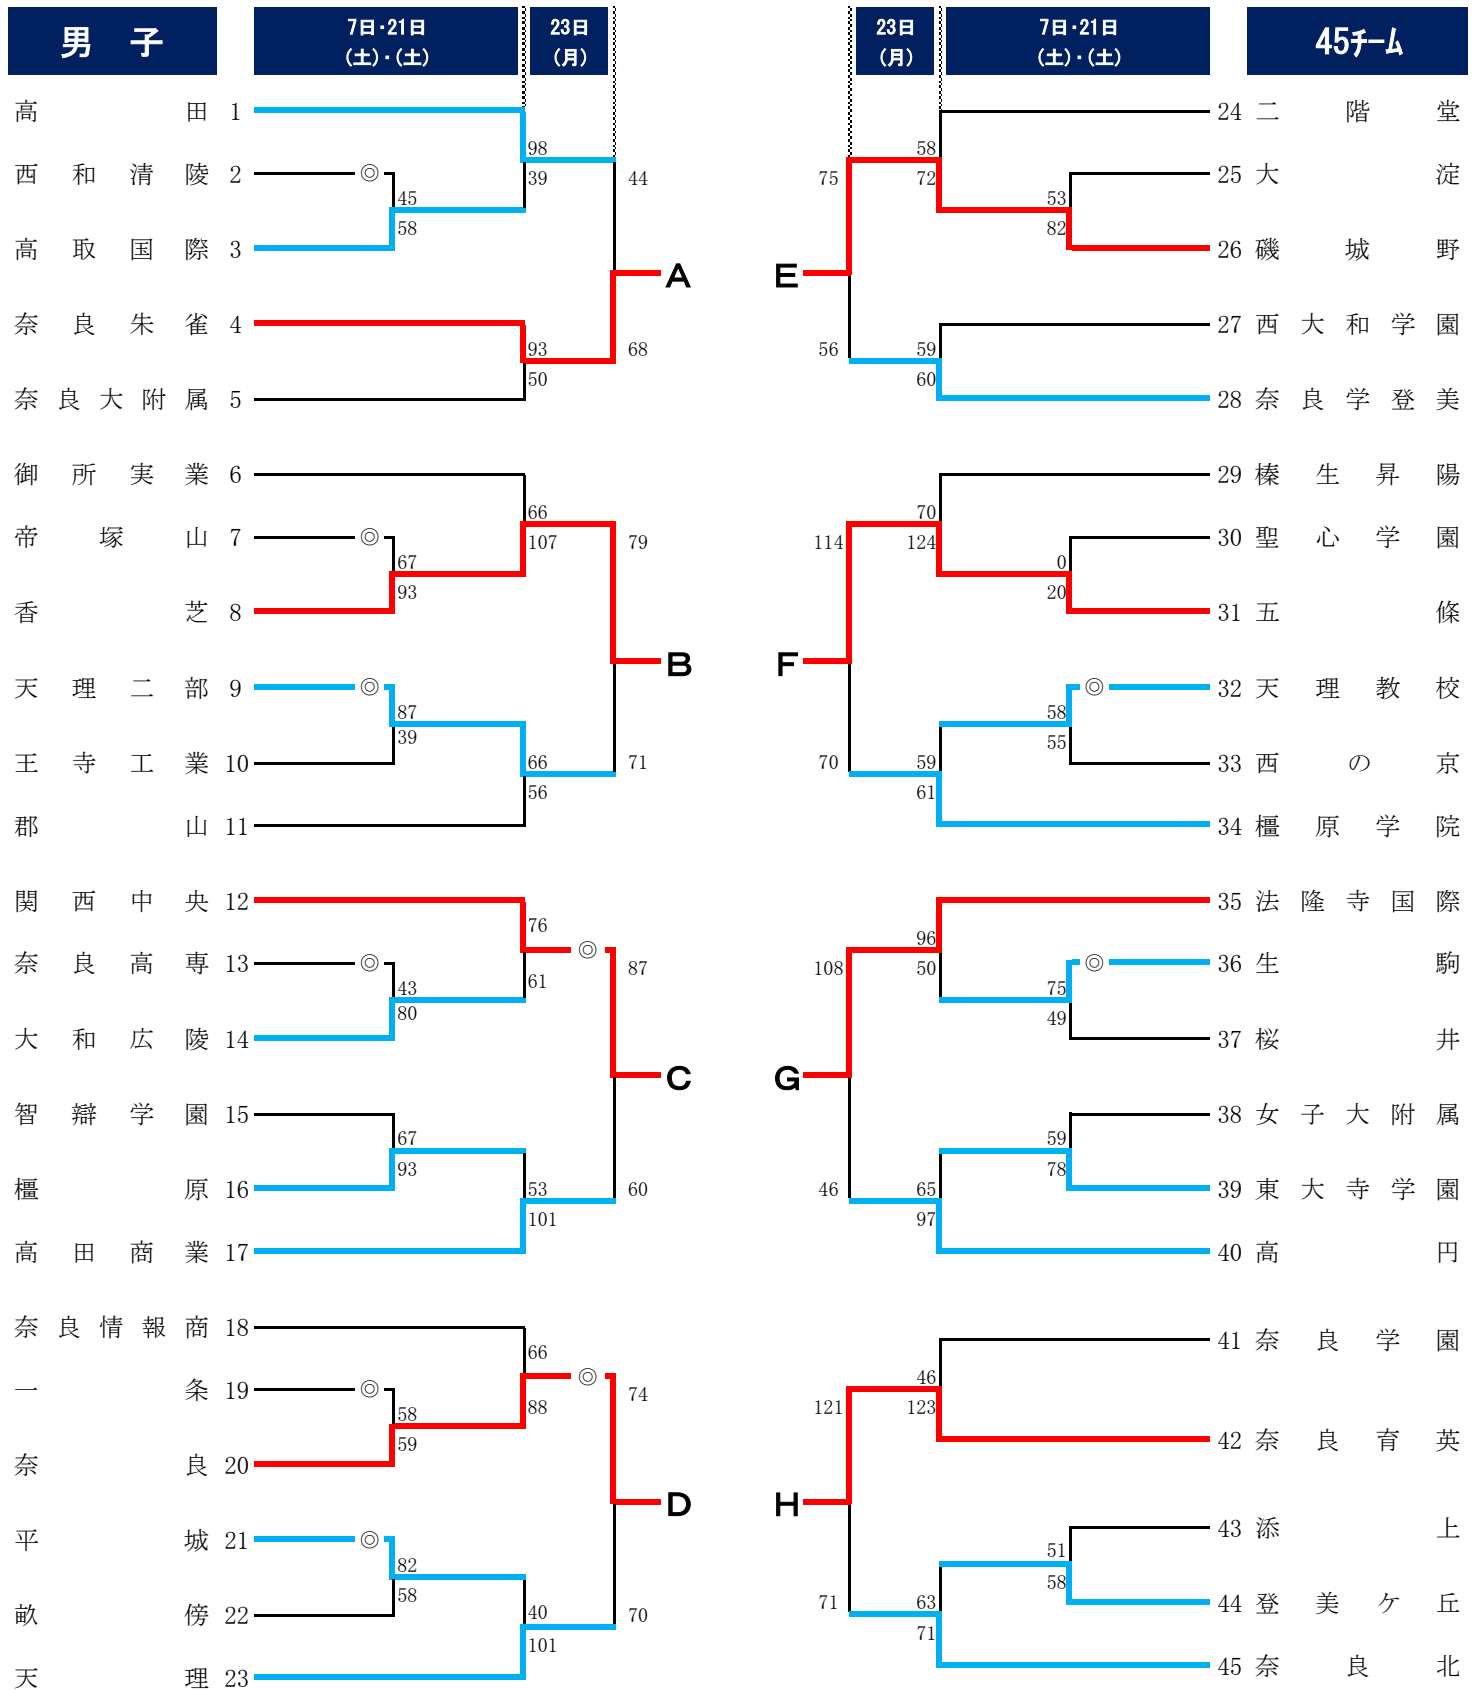 男 子
7日・21日
(土)・(土)
23日
(月)
23日
(月)
7日・21日
(土)・(土)
45チーム
高田 1
98
西和清陵 2 ◎
39
44
45
58
高取国際 3
A
奈良朱雀 4
93
68
50
奈良大附属 5
御所実業 6
66
帝塚山 7 ◎
107
79
67
93
香芝 8
B
天理二部 9 ◎
87
39
王寺工業 10
66
71
56
郡山 11
関西中央 12
76
◎
奈良高専 13 ◎
61
87
43
80
大和広陵 14
C
智辯学園 15
67
93
橿原 16
53
60
101
高田商業 17
奈良情報商 18
66
◎
一条 19 ◎
88
74
58
59
奈良 20
D
平城 21 ◎
82
58
畝傍 22
40
70
101
天理 23
24 二階堂
58
75
72
25 大淀
53
82
26 磯城野
E
27 西大和学園
56
59
60
28 奈良学登美
29 榛生昇陽
70
114
124
30 聖心学園
0
20
31 五條
F
◎ 32 天理教校
58
55
33 西の京
70
59
61
34 橿原学院
35 法隆寺国際
96
108
50
◎ 36 生駒
75
49
37 桜井
G
38 女子大附属
59
78
39 東大寺学園
46
65
97
40 高円
41 奈良学園
46
121
123
42 奈良育英
H
43 添上
51
58
44 登美ケ丘
71
63
71
45 奈良北